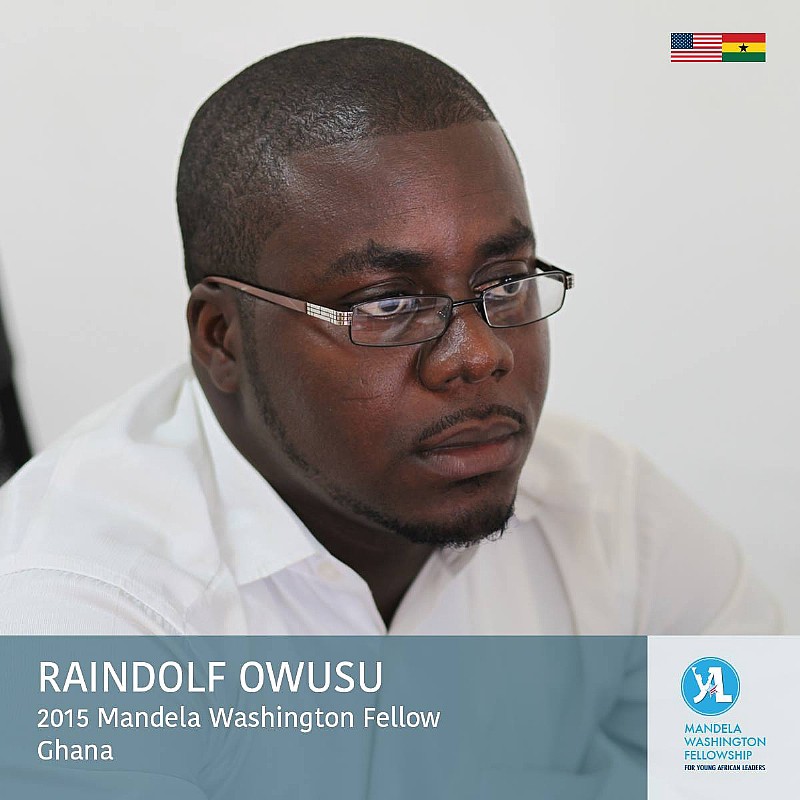 RAINDOLF OWUSU
2015 Mandela Washington Fellow
Ghana
YAL
MANDELA
WASHINGTON
FELLOWSHIP
FOR YOUNG AFRICAN LEADERS